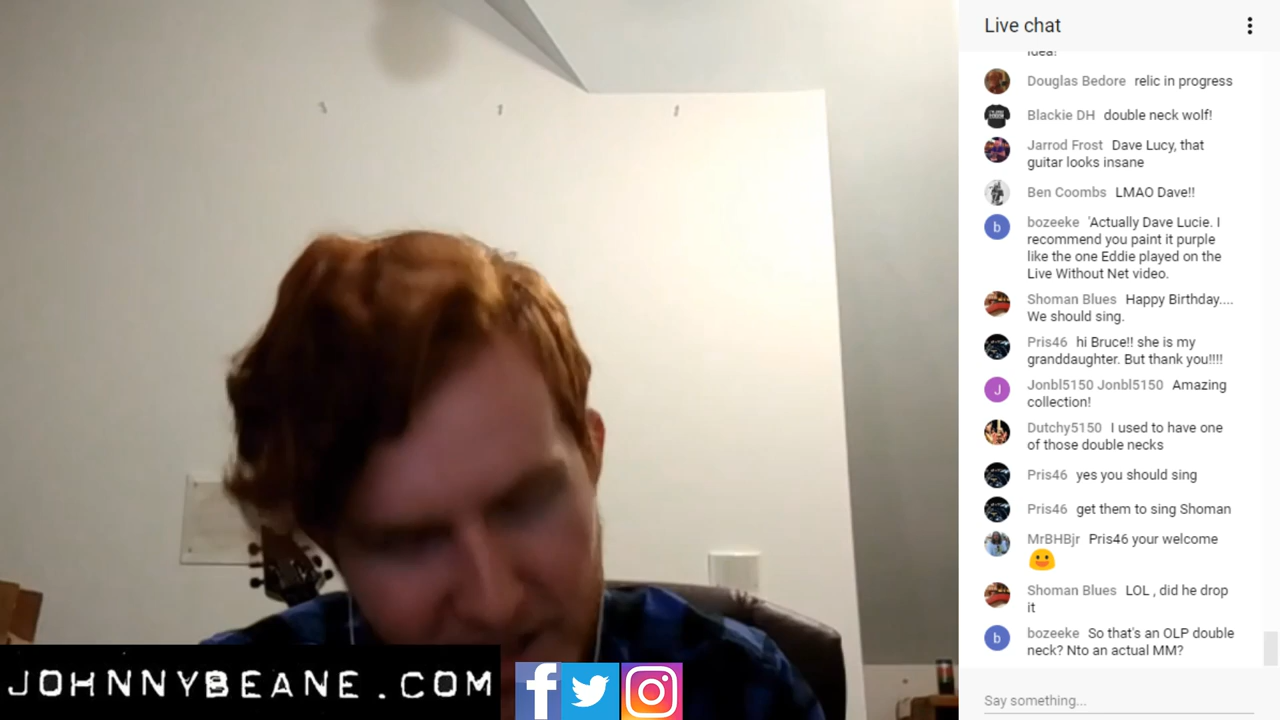 Live chat
idea!
Douglas Bedore relic in progress
Blackie DH double neck wolf!
Jarrod Frost Dave Lucy, that
guitar looks insane
Ben Coombs LMAO Dave!!
b
bozeeke 'Actually Dave Lucie. I
recommend you paint it purple
like the one Eddie played on the
Live Without Net video.
Shoman Blues Happy Birthday....
We should sing.
Pris46 hi Bruce!! she is my
granddaughter. But thank you!!!!
J
Jonbl5150 Jonbl5150 Amazing
collection!
Dutchy5150 I used to have one
of those double necks
Pris46 yes you should sing
Pris46 get them to sing Shoman
MrBHBjr Pris46 your welcome
Shoman Blues LOL , did he drop
it
b
bozeeke So that's an OLP double
neck? Nto an actual MM?
Say something...
JOHNNYBEANE.COM
f